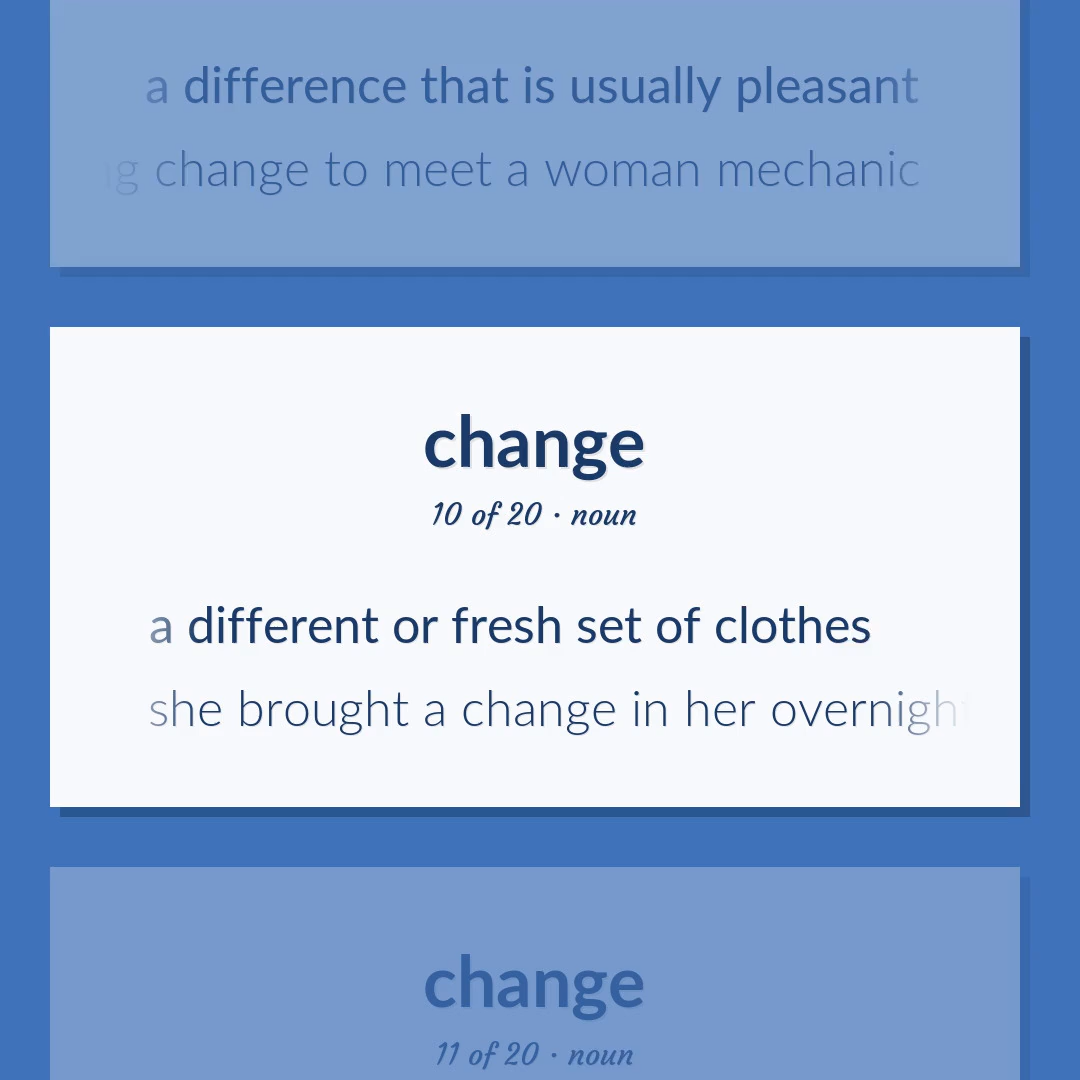 a difference that is usually pleasant
change to meet a woman mechanic
change
10 of 20 · noun
a different or fresh set of clothes
she brought a change in her overnight
change
11 of 20 · noun